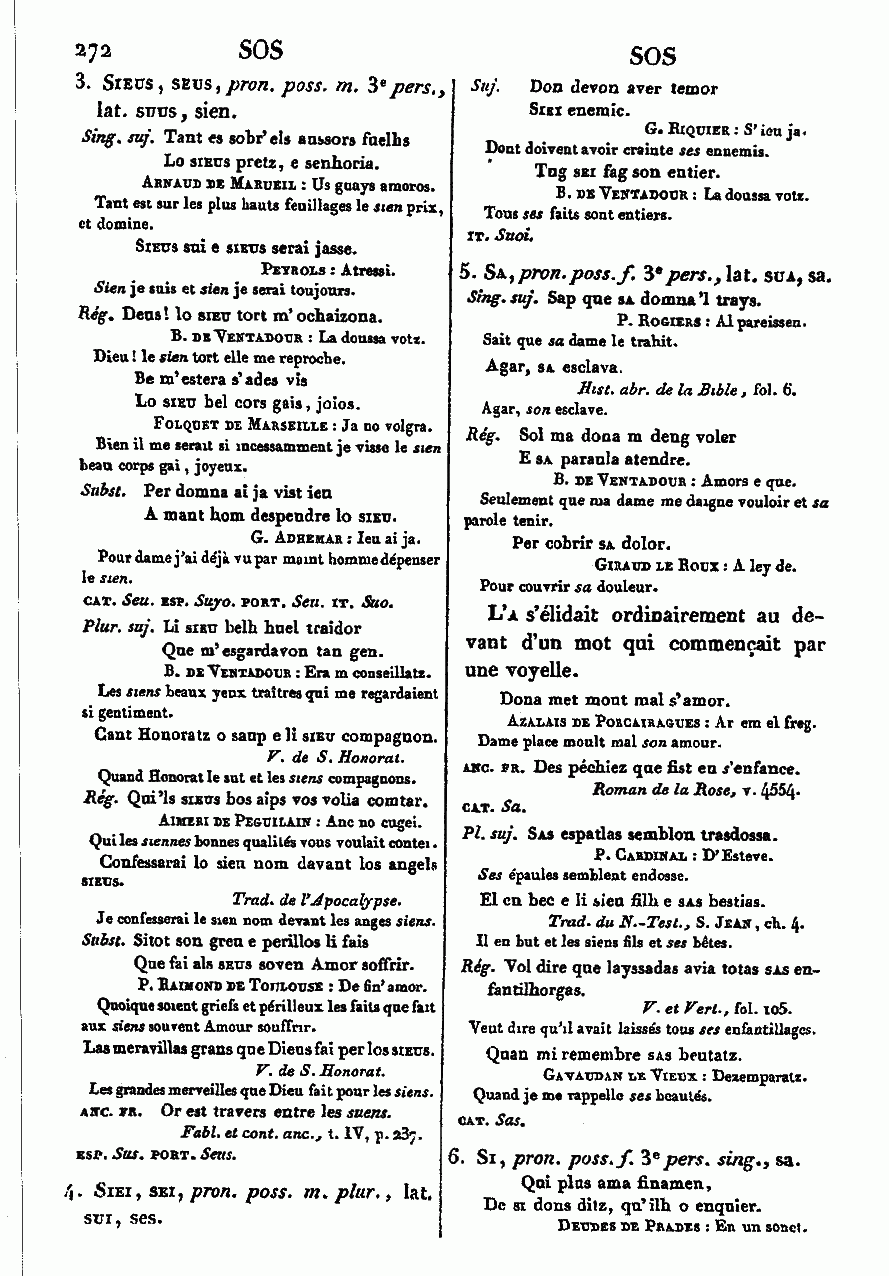 272 SOS
3. Sieus, seus, pron. poss. m. 3e pers.,
lat. suus, sien.
Sing. suj. Tant es sobr'els aussors fuelhs
Lo sieus pretz, e senhoria.
Arnaud de Marueil : Us guays amoros.
Tant est sur les plus hauts feuillages le sien prix,
et domine.
Sieus sui e sieus serai jasse.
Peyrols : Atressi.
Sien je suis et sien je serai toujours.
Rég. Deus! lo sieu tort m'ochaizona.
B. de Ventadour : La doussa votz.
Dieu! le sien tort elle me reproche.
Be m'estera s'ades vis
Lo sieu bel cors gais, joios.
Folquet de Marseille : Ja no volgra.
Bien il me serait si incessamment je visse le sien
beau corps gai, joyeux.
Subst. Per domna ai ja vist ieu
A mant hom despendre lo sieu.
G. Adhemar : Ieu ai ja.
Pour dame j'ai déjà vu par maint homme dépenser
le sien.
cat. Seu. esp. Suyo. port. Seu. it. Suo.
Plur. suj. Li sieu belh huel traidor
Que m'esgardavon tan gen.
B. de Ventadour : Era m conseillatz.
Les siens beaux yeux traîtres qui me regardaient
si gentiment.
Cant Honoratz o saup e li sieu compagnon.
V. de S. Honorat.
Quand Honorat le sut et les siens compagnons.
Rég. Qui'ls sieus bos aips vos volia comtar.
Aimeri de Peguilain : Anc no cugei.
Qui les siennes bonnes qualités vous voulait conter.
Confessarai lo sieu nom davant los angels
sieus.
Trad. de l'Apocalypse.
Je confesserai le sien nom devant les anges siens.
Subst. Sitot son greu e perillos li fais
Que fai als seus soven Amor soffrir.
P. Raimond de Toulouse : De fin'amor.
Quoique soient griefs et périlleux les faits que fait
aux siens souvent Amour souffrir.
Las meravillas grans que Dieus fai per los sieus.
V. de S. Honorat.
Les grandes merveilles que Dieu fait pour les siens.
anc. fr. Or est travers entre les suens.
Fabl. et cont. anc., t. IV, p. 237.
esp. Sus. port. Seus.
4. Siei, sei, pron. poss. m. plur., lat.
sui, ses.
SOS
Suj. Don devon aver temor
Siei enemic.
G. Riquier : S'ieu ja.
Dont doivent avoir crainte ses ennemis.
Tug sei fag son entier.
B. de Ventadour : La doussa votz.
Tous ses faits sont entiers.
it. Suoi.
5. Sa, pron. poss. f. 3e pers., lat. sua, sa.
Sing. suj. Sap que sa domna'l trays.
P. Rogiers : Al pareissen.
Sait que sa dame le trahit.
Agar, sa esclava.
Hist. abr. de la Bible, fol. 6.
Agar, son esclave.
Rég. Sol ma dona m deng voler
E sa paraula atendre.
B. de Ventadour : Amors e que.
Seulement que ma dame me daigne vouloir et sa
parole tenir.
Per cobrir sa dolor.
Giraud le Roux : A ley de.
Pour couvrir sa douleur.
L'a s'élidait ordinairement au de-
vant d'un mot qui commençait par
une voyelle.
Dona met mout mal s'amor.
Azalais de Porcairagues : Ar em el freg.
Dame place moult mal son amour.
anc. fr. Des péchiez que fist en s'enfance.
Roman de la Rose, v. 4554.
cat. Sa.
Pl. suj. Sas espatlas semblon trasdossa.
P. Cardinal : D'Esteve.
Ses épaules semblent endosse.
El en bec e li sieu filh e sas bestias.
Trad. du N.-Test., S. Jean, ch. 4.
Il en but et les siens fils et ses bêtes.
Rég. Vol dire que layssadas avia totas sas en-
fantilhorgas.
V. et Vert., fol. 105.
Veut dire qu'il avait laissés tous ses enfantillages.
Quan mi remembre sas beutatz.
Gavaudan le Vieux : Dezemparatz.
Quand je me rappelle ses beautés.
cat. Sas.
6. Si, pron. poss. f. 3e pers. sing., sa.
Qui plus ama finamen,
De si dons ditz, qu'ilh o enquier.
Deudes de Prades : En un sonet.